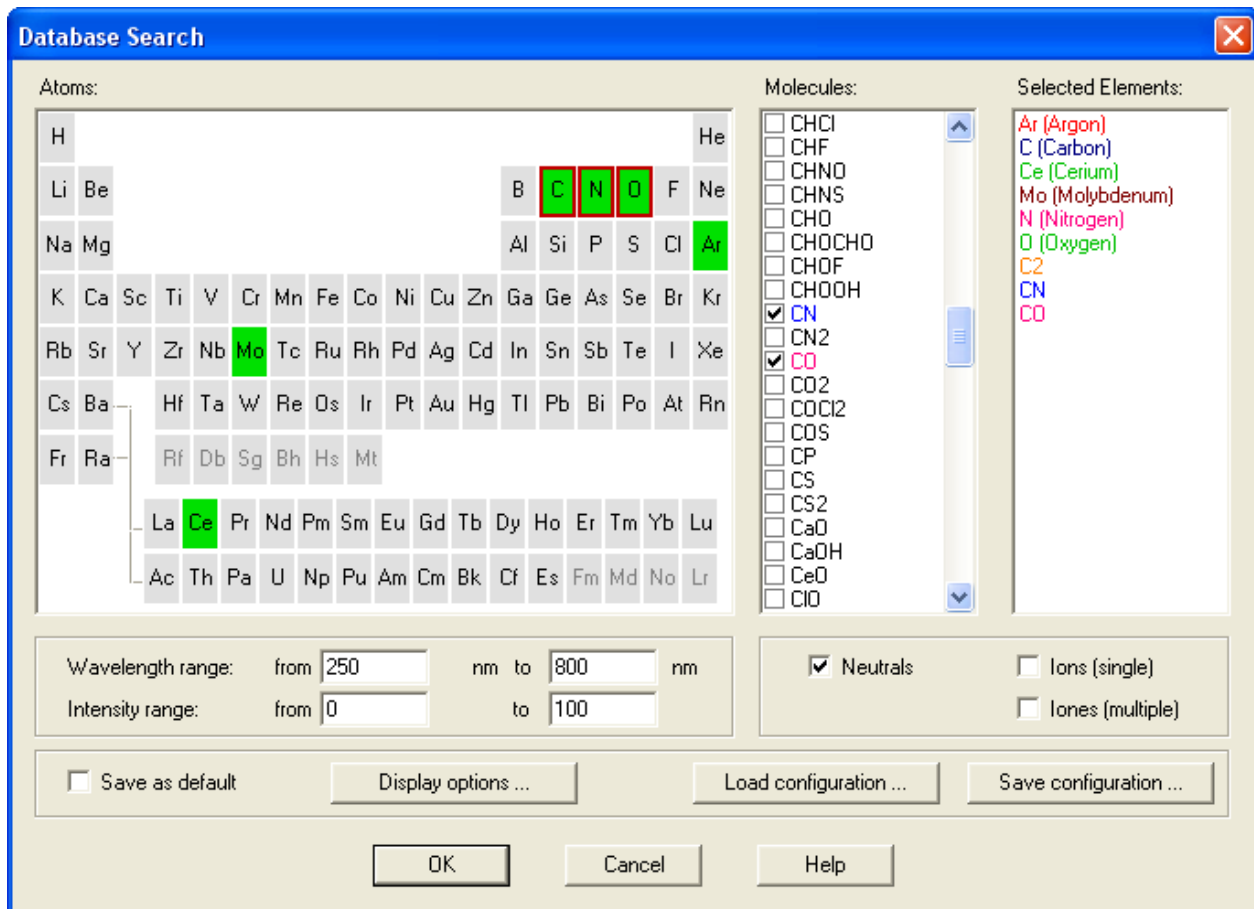 Database Search
Atoms:
H He
Li Be B C N O F Ne
Na Mg Al Si P S Cl Ar
K Ca Sc Ti V Cr Mn Fe Co Ni Cu Zn Ga Ge As Se Br Kr
Rb Sr Y Zr Nb Mo Tc Ru Rh Pd Ag Cd In Sn Sb Te I Xe
Cs Ba Hf Ta W Re Os Ir Pt Au Hg Tl Pb Bi Po At Rn
Fr Ra Rf Db Sg Bh Hs Mt
La Ce Pr Nd Pm Sm Eu Gd Tb Dy Ho Er Tm Yb Lu
Ac Th Pa U Np Pu Am Cm Bk Cf Es Fm Md No Lr
Molecules:
CHCl
CHF
CHNO
CHNS
CHO
CHOCHO
CHOF
CHOOH
CN
CN2
CO
CO2
COCl2
COS
CP
CS
CS2
CaO
CaOH
CeO
ClO
Selected Elements:
Ar (Argon)
C (Carbon)
Ce (Cerium)
Mo (Molybdenum)
N (Nitrogen)
O (Oxygen)
C2
CN
CO
Wavelength range: from 250 nm to 800 nm
Intensity range: from 0 to 100
Neutrals Ions (single)
Iones (multiple)
Save as default Display options ... Load configuration ... Save configuration ...
OK Cancel Help